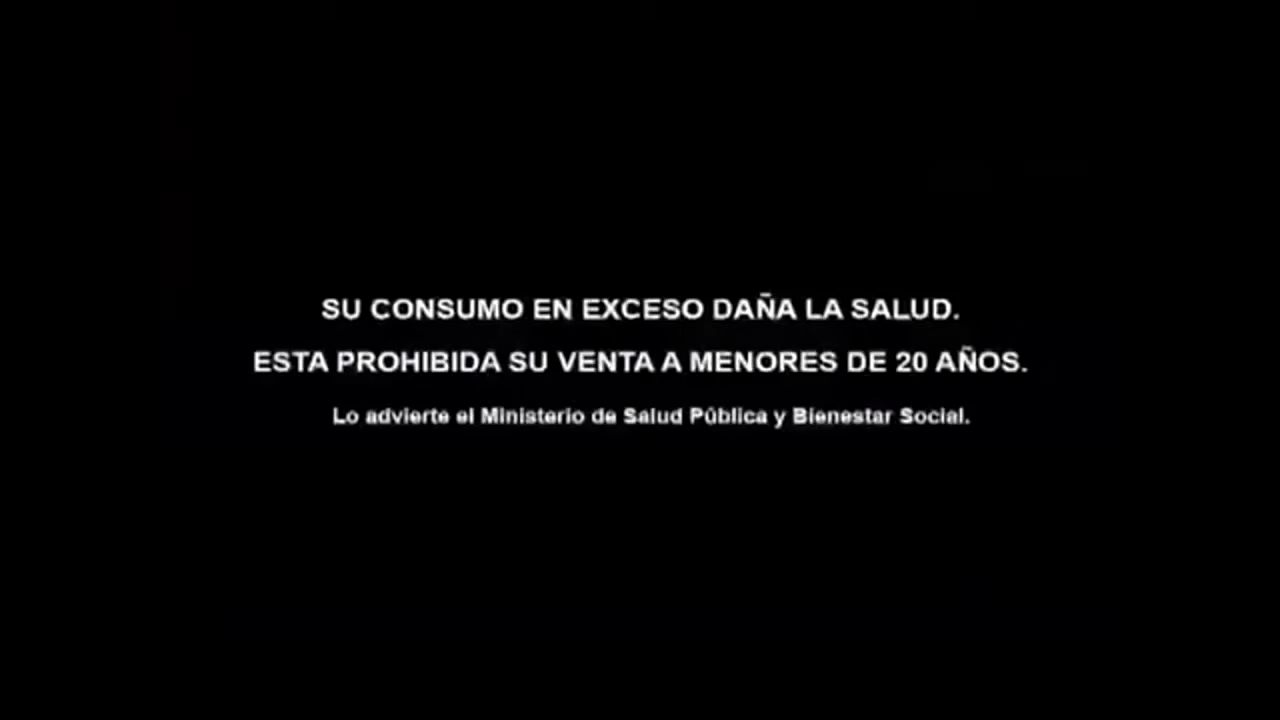 SU CONSUMO EN EXCESO DAÑA LA SALUD.
ESTA PROHIBIDA SU VENTA A MENORES DE 20 AÑOS.
Lo advierte el Ministerio de Salud Pública y Bienestar Social.